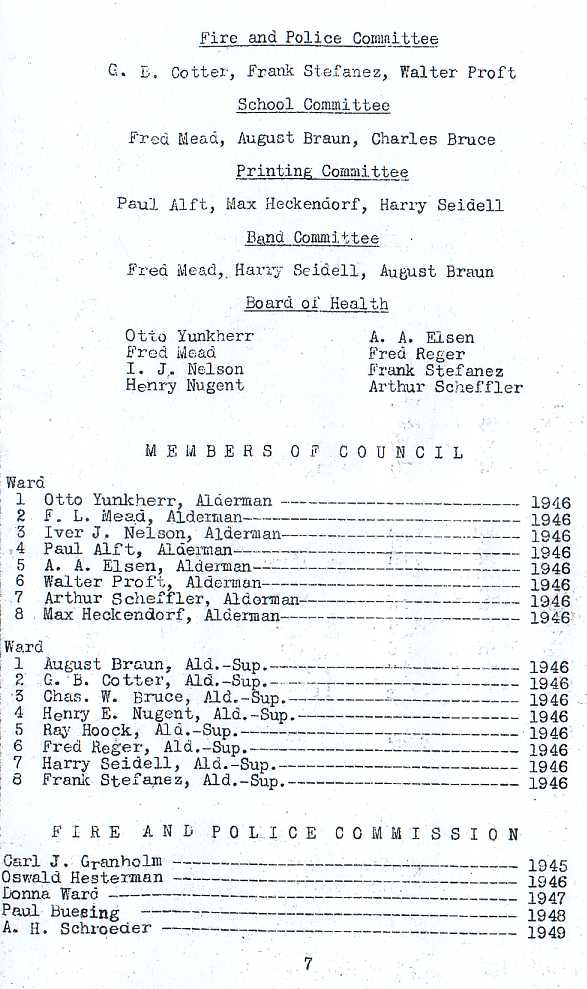 Fire and Police Committee
G. B. Cotter, Frank Stefanez, Walter Proft
School Committee
Fred Mead, August Braun, Charles Bruce
Printing Committee
Paul Alft, Max Heckendorf, Harry Seidell
Band Committee
Fred Mead, Harry Seidell, August Braun
Board of Health
Otto Yunkherr A. A. Elsen
Fred Mead Fred Reger
I. J. Nelson Frank Stefanez
Henry Nugent Arthur Scheffler
MEMBERS OF COUNCIL
Ward
1 Otto Yunkherr, Alderman ---------------------------- 1946
2 F. L. Mead, Alderman-------------------------------- 1946
3 Iver J. Nelson, Alderman---------------------------- 1946
4 Paul Alft, Alderman--------------------------------- 1946
5 A. A. Elsen, Alderman------------------------------- 1946
6 Walter Proft, Alderman------------------------------ 1946
7 Arthur Scheffler, Alderman-------------------------- 1946
8 Max Heckendorf, Alderman---------------------------- 1946
Ward
1 August Braun, Ald.-Sup.----------------------------- 1946
2 G. B. Cotter, Ald.-Sup.----------------------------- 1946
3 Chas. W. Bruce, Ald.-Sup.--------------------------- 1946
4 Henry E. Nugent, Ald.-Sup.-------------------------- 1946
5 Ray Hoock, Ald.-Sup.-------------------------------- 1946
6 Fred Reger, Ald.-Sup.------------------------------- 1946
7 Harry Seidell, Ald.-Sup.---------------------------- 1946
8 Frank Stefanez, Ald.-Sup.--------------------------- 1946
FIRE AND POLICE COMMISSION
Carl J. Granholm ---------------------------------------- 1945
Oswald Hesterman ---------------------------------------- 1946
Donna Ward ---------------------------------------------- 1947
Paul Buesing -------------------------------------------- 1948
A. H. Schroeder ----------------------------------------- 1949
7